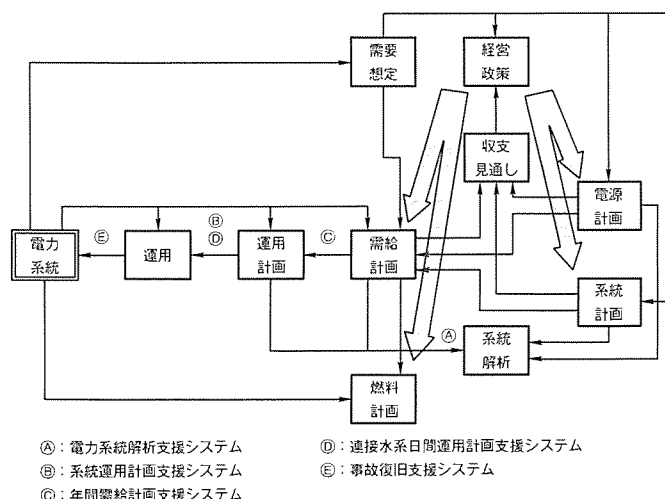 需要
想定
経営
政策
収支
見通し
電源
計画
電力
系統
Ⓔ
運用
Ⓑ
Ⓓ
運用
計画
Ⓒ
需給
計画
系統
計画
Ⓐ
系統
解析
燃料
計画
Ⓐ:電力系統解析支援システム
Ⓑ:系統運用計画支援システム
Ⓒ:年間需給計画支援システム
Ⓓ:連接水系日間運用計画支援システム
Ⓔ:事故復旧支援システム